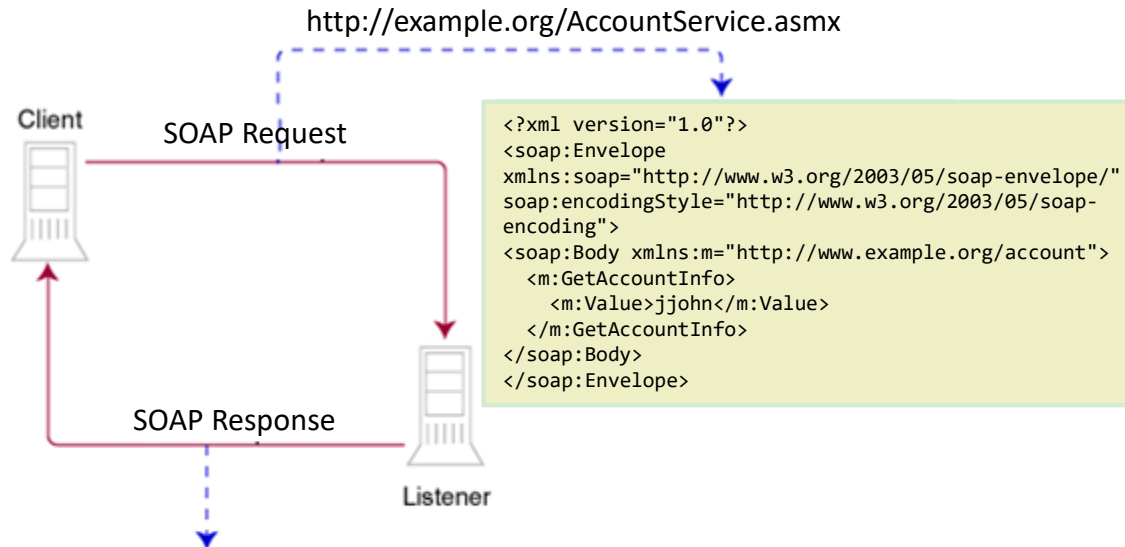 http://example.org/AccountService.asmx
Client
SOAP Request
<?xml version="1.0"?>
<soap:Envelope
xmlns:soap="http://www.w3.org/2003/05/soap-envelope/"
soap:encodingStyle="http://www.w3.org/2003/05/soap-
encoding">
<soap:Body xmlns:m="http://www.example.org/account">
  <m:GetAccountInfo>
    <m:Value>jjohn</m:Value>
  </m:GetAccountInfo>
</soap:Body>
</soap:Envelope>
SOAP Response
Listener